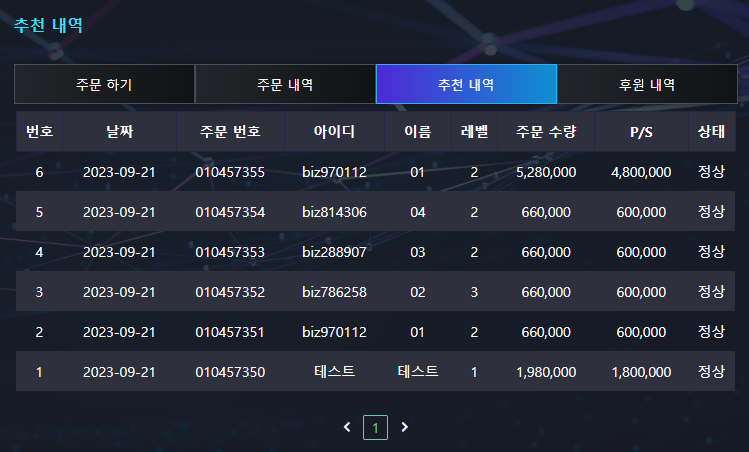 추천 내역
주문 하기 주문 내역 추천 내역 후원 내역
번호 날짜 주문 번호 아이디 이름 레벨 주문 수량 P/S 상태
6 2023-09-21 010457355 biz970112 01 2 5,280,000 4,800,000 정상
5 2023-09-21 010457354 biz814306 04 2 660,000 600,000 정상
4 2023-09-21 010457353 biz288907 03 2 660,000 600,000 정상
3 2023-09-21 010457352 biz786258 02 3 660,000 600,000 정상
2 2023-09-21 010457351 biz970112 01 2 660,000 600,000 정상
1 2023-09-21 010457350 테스트 테스트 1 1,980,000 1,800,000 정상
1